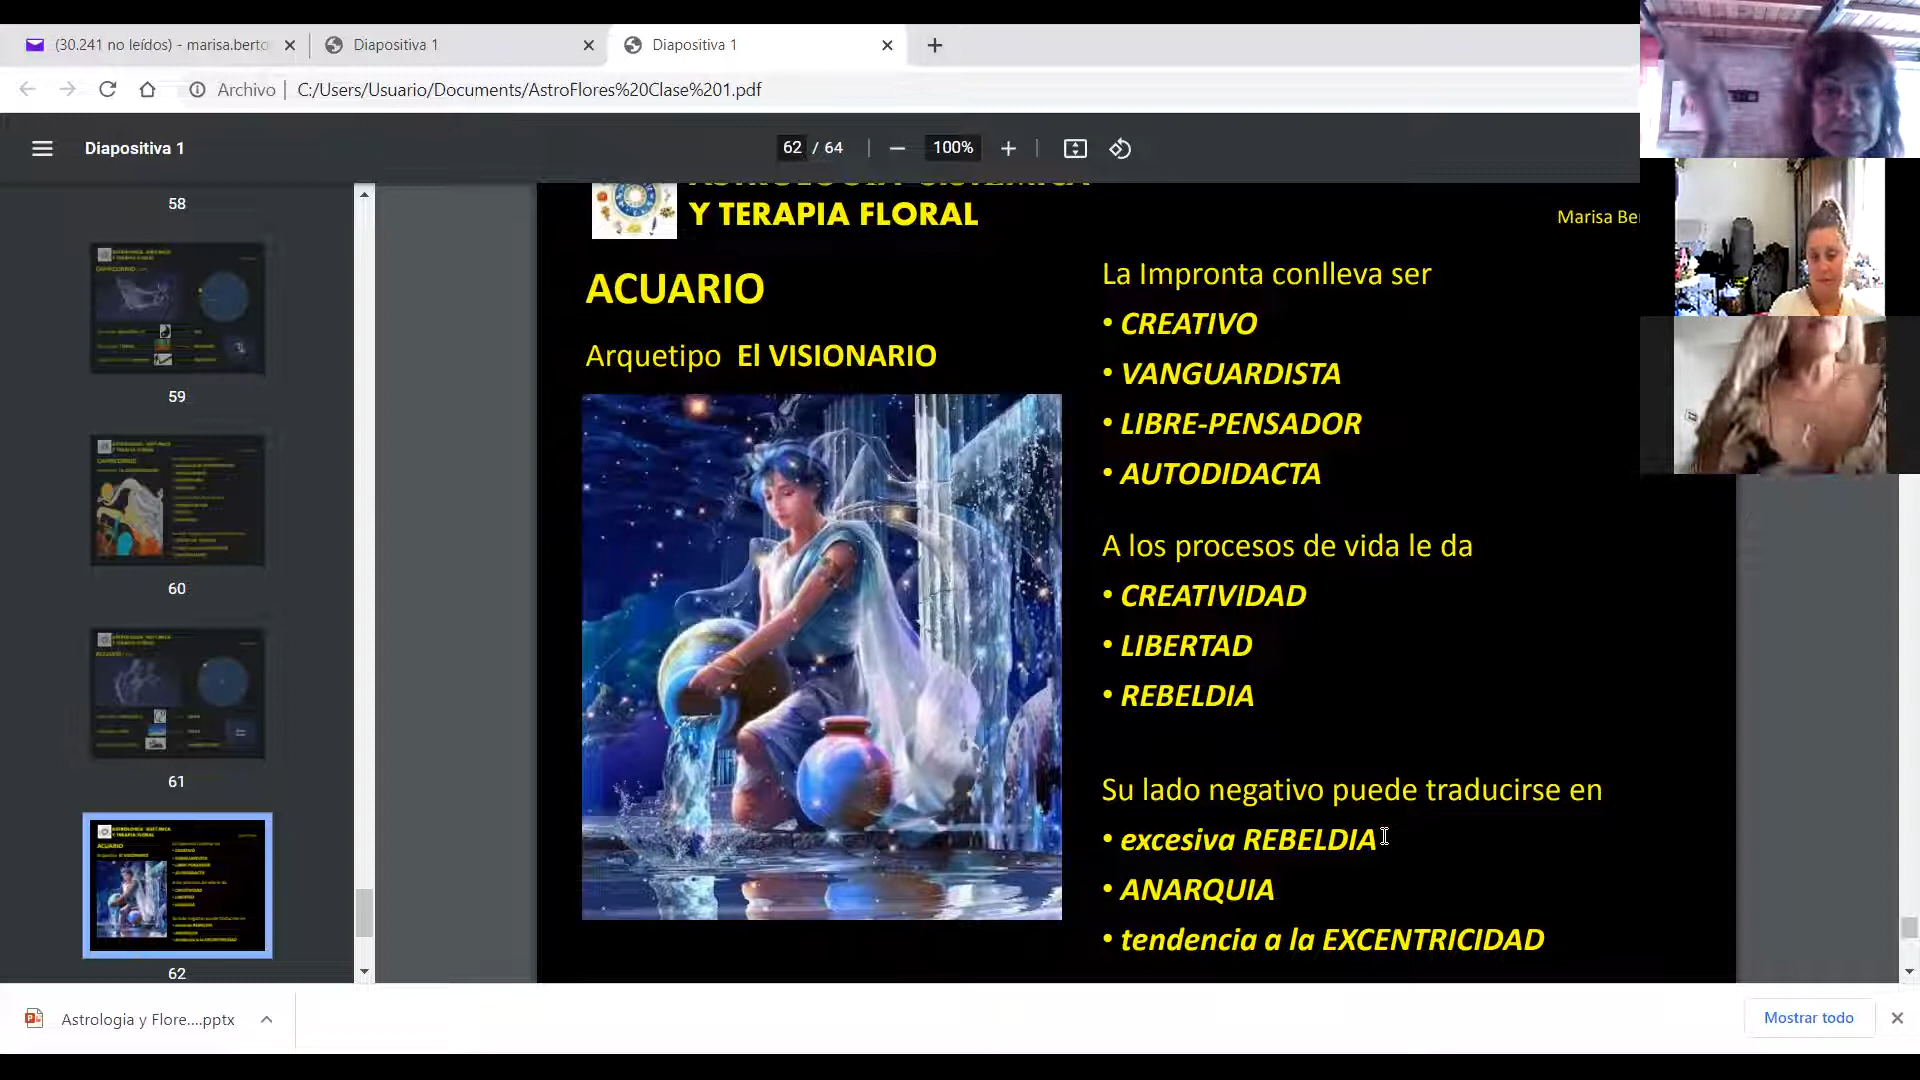 (30.241 no leídos) - marisa.berto
Diapositiva 1
Diapositiva 1
Archivo
C:/Users/Usuario/Documents/AstroFlores%20Clase%201.pdf
Diapositiva 1
62 / 64
100%
58
59
60
61
62
Y TERAPIA FLORAL
Marisa Ber
ACUARIO
Arquetipo El VISIONARIO
La Impronta conlleva ser
• CREATIVO
• VANGUARDISTA
• LIBRE-PENSADOR
• AUTODIDACTA
A los procesos de vida le da
• CREATIVIDAD
• LIBERTAD
• REBELDIA
Su lado negativo puede traducirse en
• excesiva REBELDIA
• ANARQUIA
• tendencia a la EXCENTRICIDAD
Astrologia y Flore....pptx
Mostrar todo